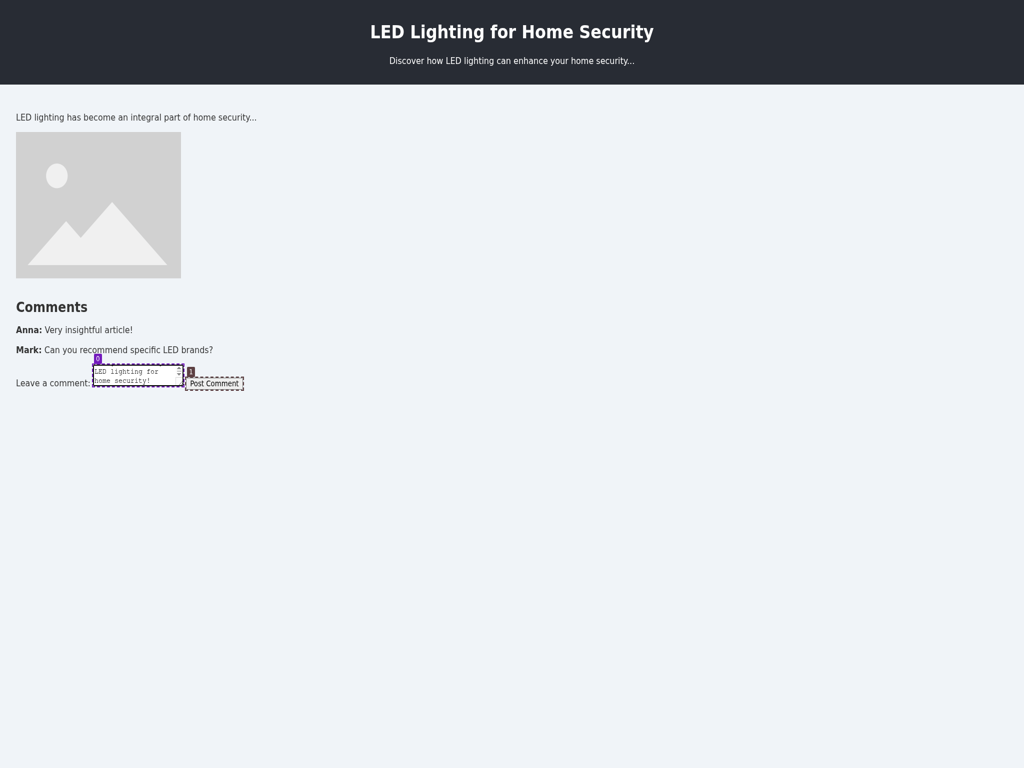 LED Lighting for Home Security
Discover how LED lighting can enhance your home security...
LED lighting has become an integral part of home security...
Comments
Anna: Very insightful article!
Mark: Can you recommend specific LED brands?
0
LED lighting for
home security!
1
Leave a comment:
Post Comment